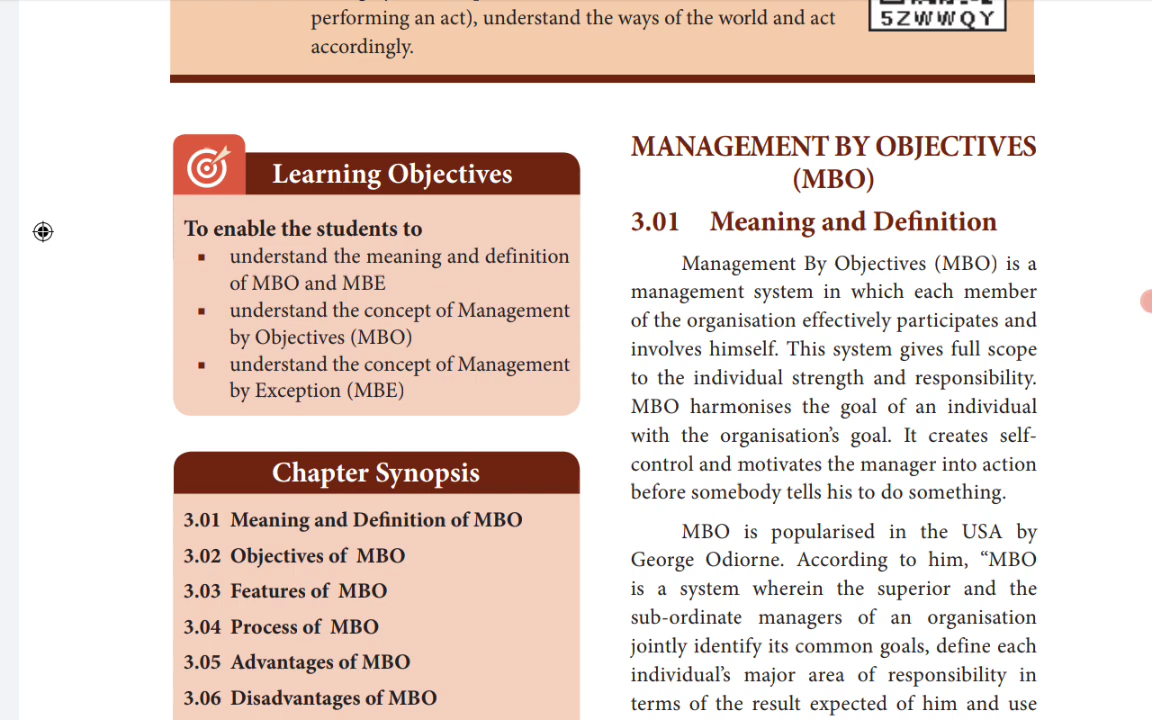 performing an act), understand the ways of the world and act
accordingly.
5ZWWQY
Learning Objectives
To enable the students to
▪ understand the meaning and definition
of MBO and MBE
▪ understand the concept of Management
by Objectives (MBO)
▪ understand the concept of Management
by Exception (MBE)
Chapter Synopsis
3.01 Meaning and Definition of MBO
3.02 Objectives of MBO
3.03 Features of MBO
3.04 Process of MBO
3.05 Advantages of MBO
3.06 Disadvantages of MBO
MANAGEMENT BY OBJECTIVES
(MBO)
3.01 Meaning and Definition
Management By Objectives (MBO) is a
management system in which each member
of the organisation effectively participates and
involves himself. This system gives full scope
to the individual strength and responsibility.
MBO harmonises the goal of an individual
with the organisation's goal. It creates self-
control and motivates the manager into action
before somebody tells his to do something.
MBO is popularised in the USA by
George Odiorne. According to him, “MBO
is a system wherein the superior and the
sub-ordinate managers of an organisation
jointly identify its common goals, define each
individual's major area of responsibility in
terms of the result expected of him and use